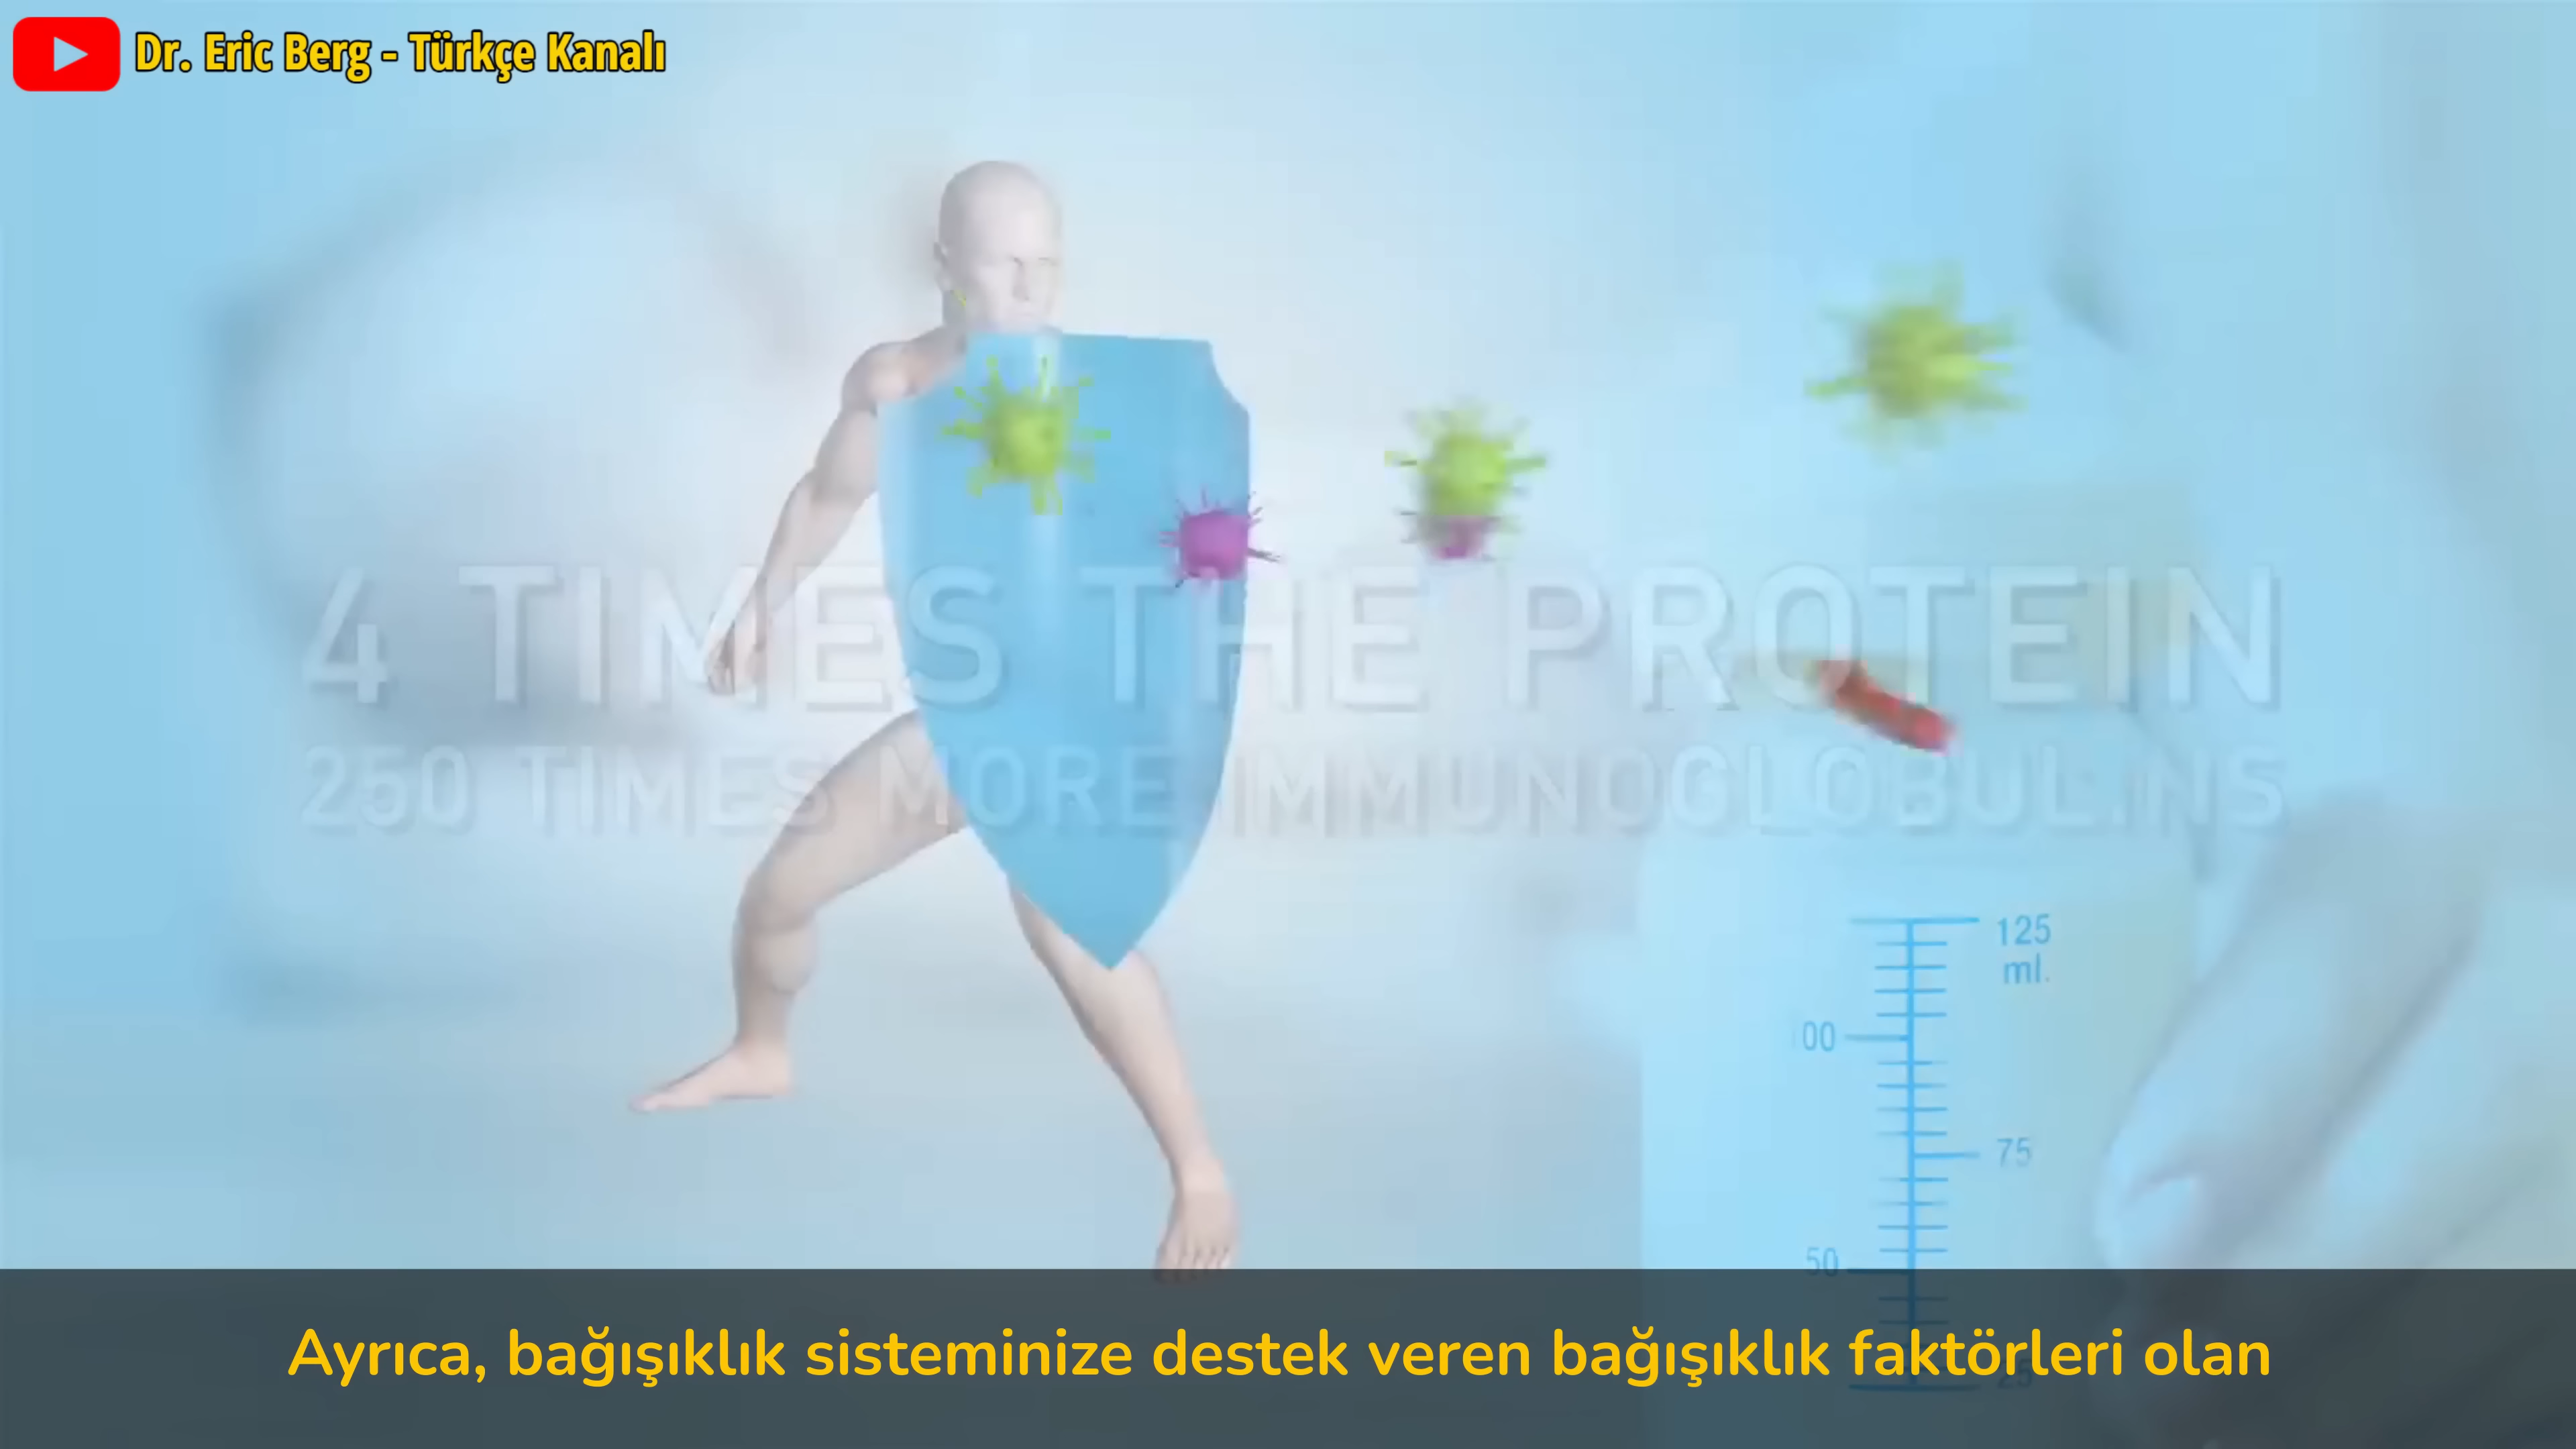 Dr. Eric Berg - Türkçe Kanalı
4 TIMES THE PROTEIN
250 TIMES MORE IMMUNOGLOBULINS
125
ml.
00
75
50
25
Ayrıca, bağışıklık sisteminize destek veren bağışıklık faktörleri olan